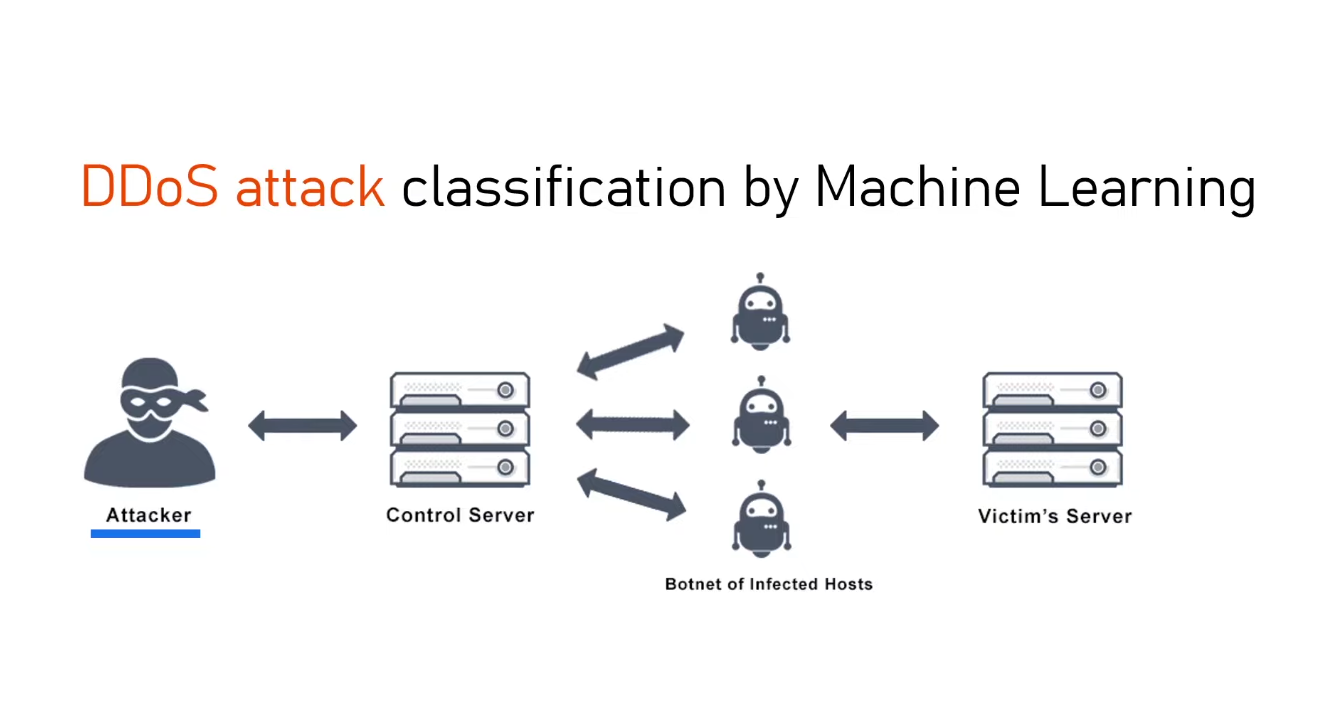 DDoS attack classification by Machine Learning
Attacker
Control Server
Victim's Server
Botnet of Infected Hosts